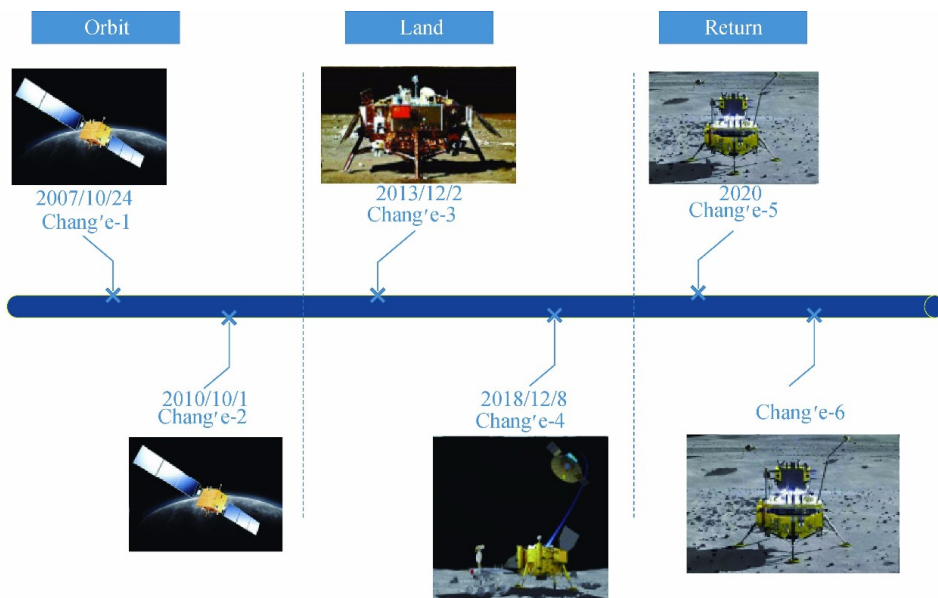 Orbit
Land
Return
2007/10/24
Chang'e-1
2013/12/2
Chang'e-3
2020
Chang'e-5
2010/10/1
Chang'e-2
2018/12/8
Chang'e-4
Chang'e-6